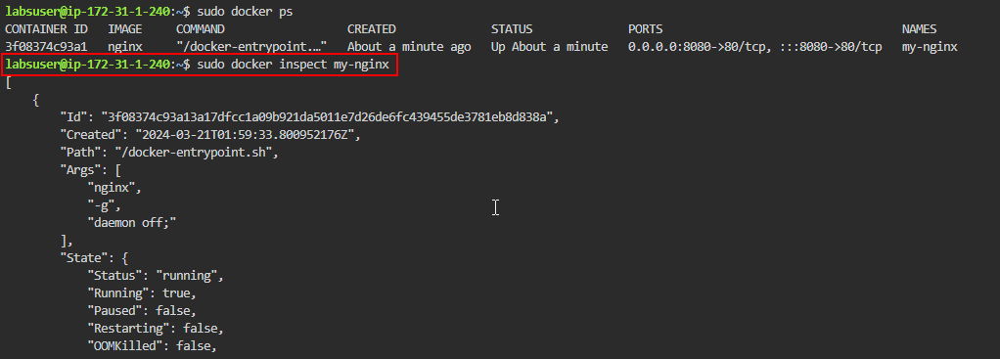 labsuser@ip-172-31-1-240:~$ sudo docker ps
CONTAINER ID   IMAGE     COMMAND                  CREATED              STATUS              PORTS                                   NAMES
3f08374c93a1   nginx     "/docker-entrypoint.…"   About a minute ago   Up About a minute   0.0.0.0:8080->80/tcp, :::8080->80/tcp   my-nginx
labsuser@ip-172-31-1-240:~$ sudo docker inspect my-nginx
[
    {
        "Id": "3f08374c93a13a17dfcc1a09b921da5011e7d26de6fc439455de3781eb8d838a",
        "Created": "2024-03-21T01:59:33.800952176Z",
        "Path": "/docker-entrypoint.sh",
        "Args": [
            "nginx",
            "-g",
            "daemon off;"
        ],
        "State": {
            "Status": "running",
            "Running": true,
            "Paused": false,
            "Restarting": false,
            "OOMKilled": false,